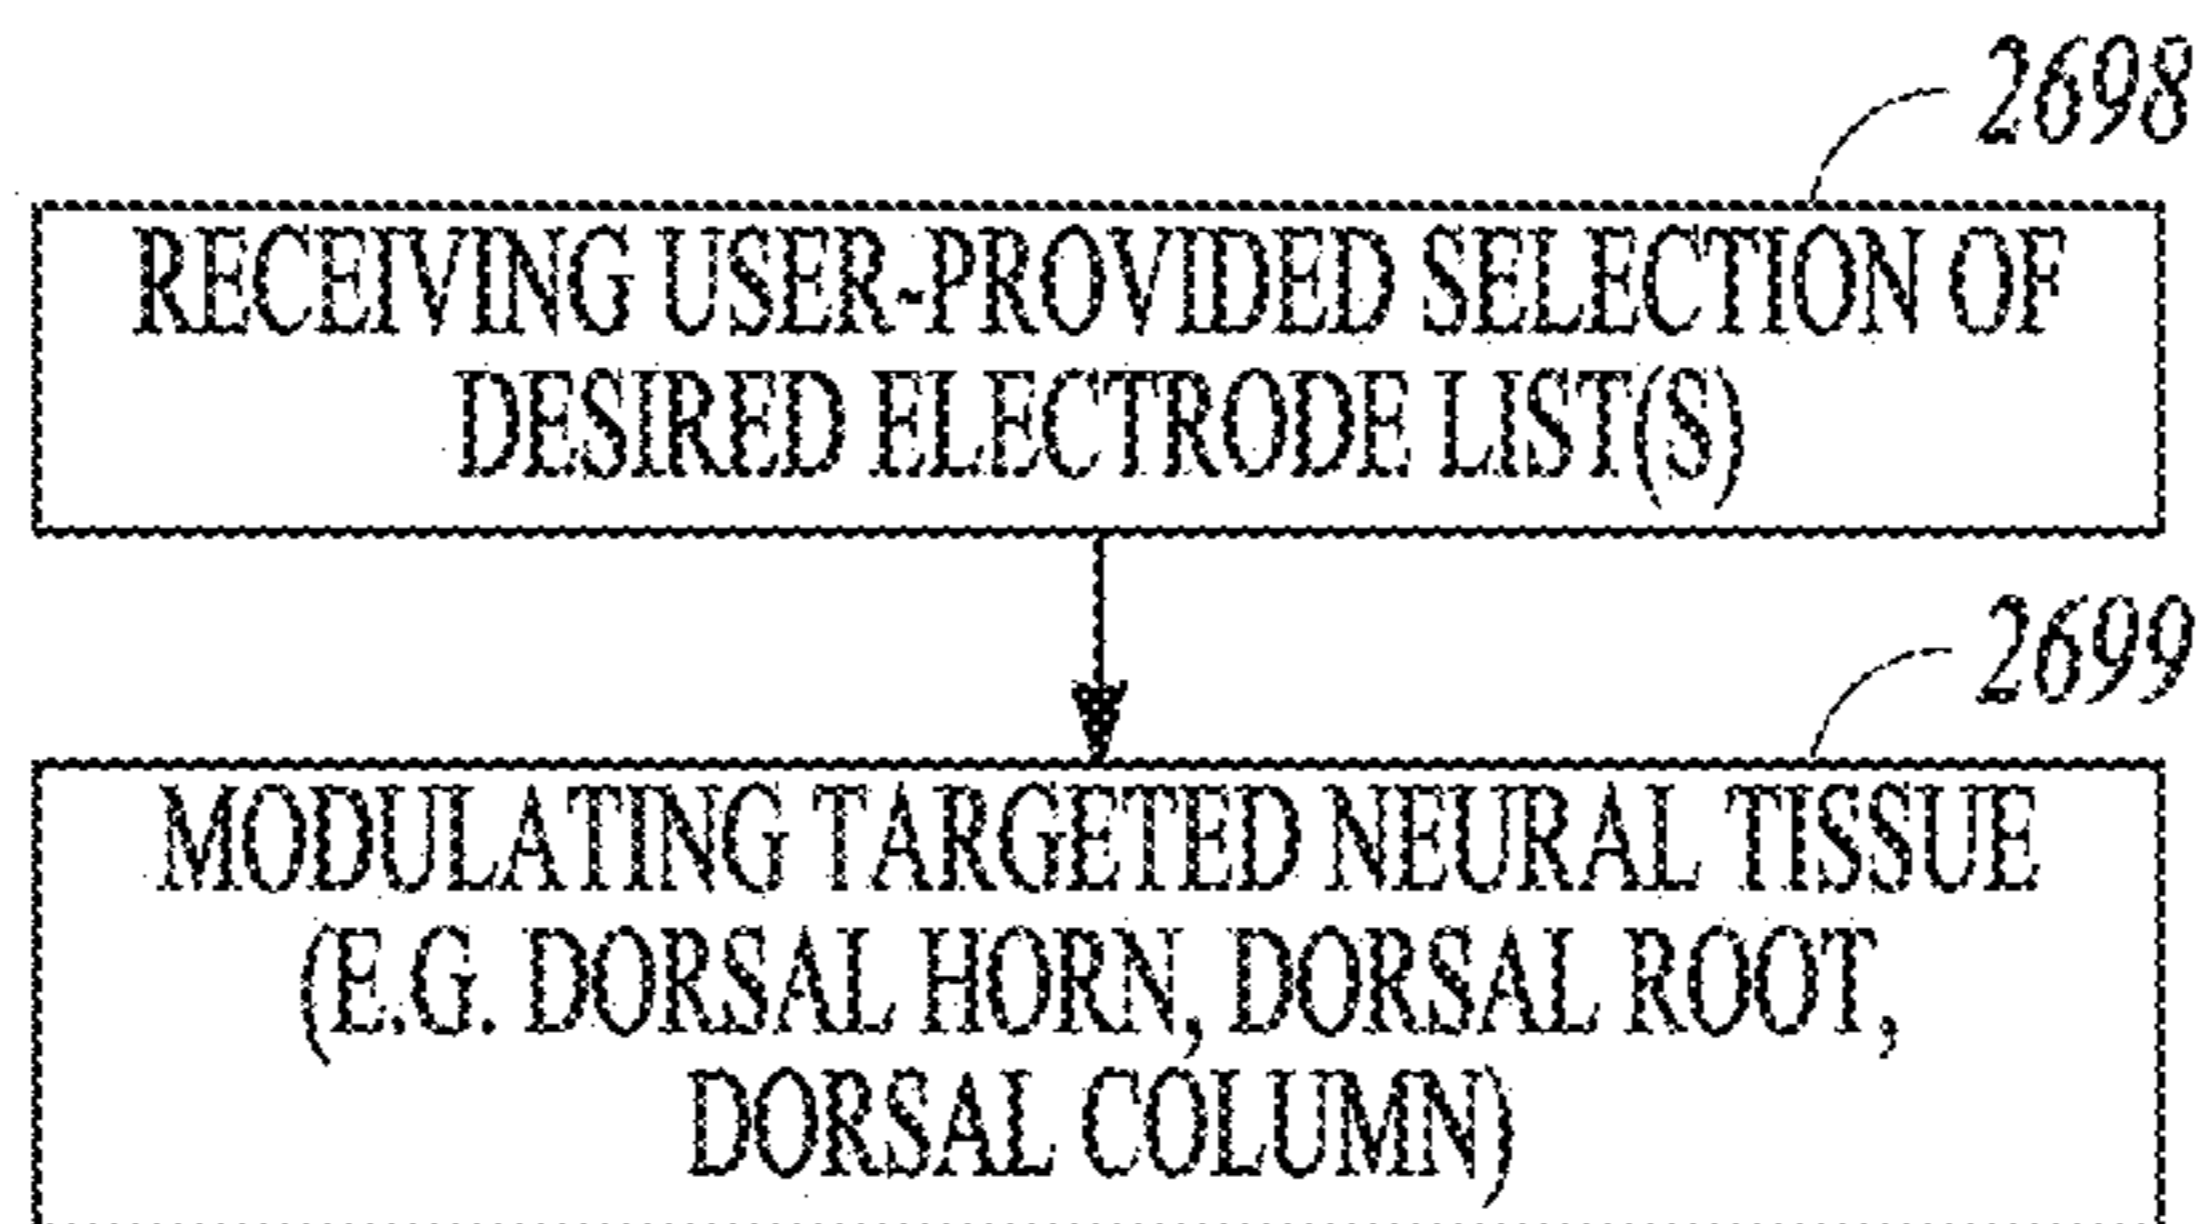 2698
RECEIVING USER-PROVIDED SELECTION OF
DESIRED ELECTRODE LIST(S)
2699
MODULATING TARGETED NEURAL TISSUE
(E.G. DORSAL HORN, DORSAL ROOT,
DORSAL COLUMN)